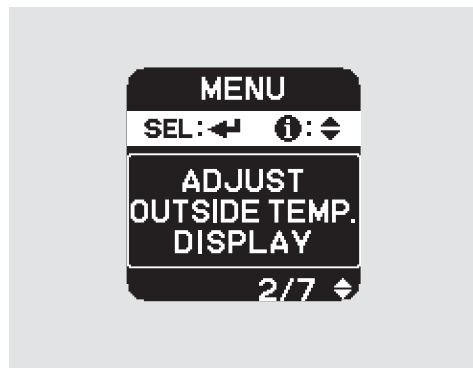 MENU
SEL:↵ ℹ:◆
ADJUST
OUTSIDE TEMP.
DISPLAY
2/7 ◆